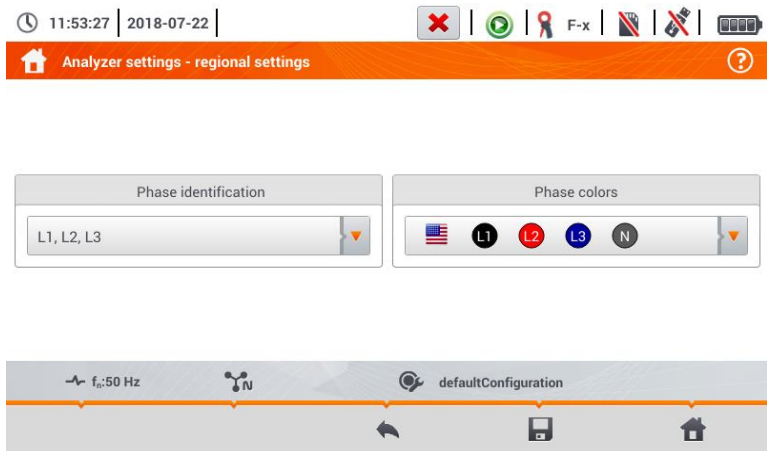 11:53:27 2018-07-22 F-x
Analyzer settings - regional settings ?
Phase identification
L1, L2, L3
Phase colors
L1 L2 L3 N
fₙ:50 Hz N defaultConfiguration